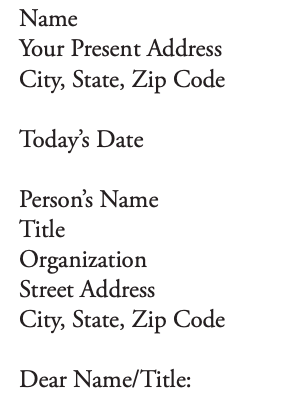 Name
Your Present Address
City, State, Zip Code
Today’s Date
Person’s Name
Title
Organization
Street Address
City, State, Zip Code
Dear Name/Title: